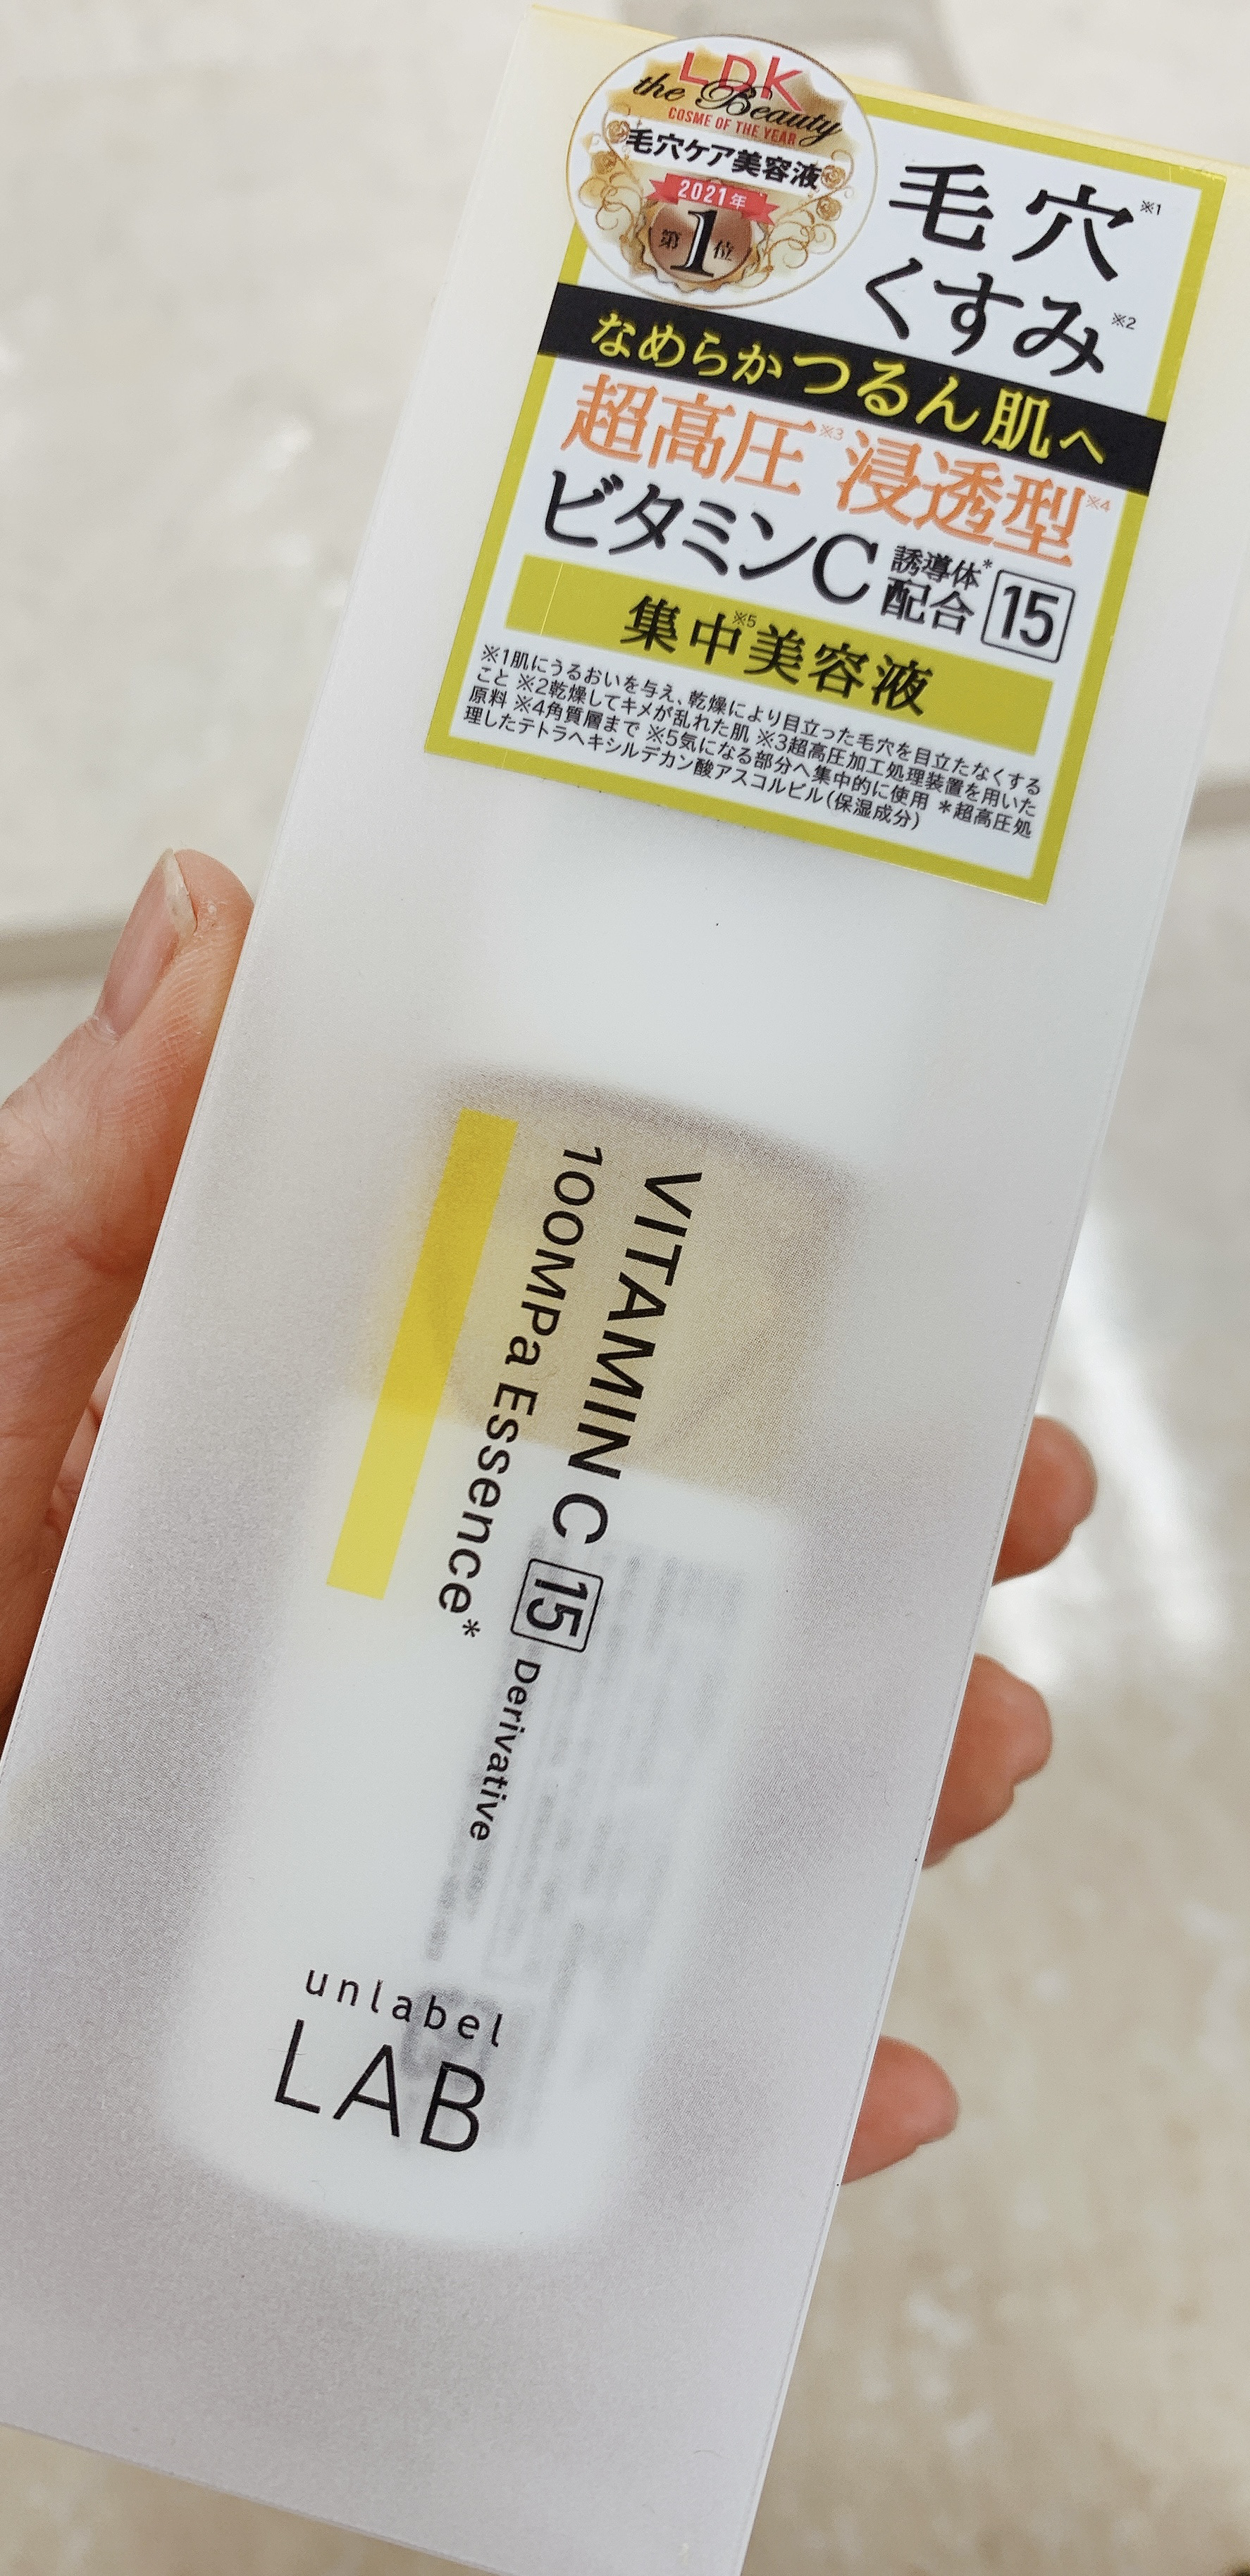 LDK
the Beauty
COSME OF THE YEAR
毛穴ケア美容液
2021年
第1位
毛穴※1
くすみ※2
なめらかつるん肌へ
超高圧※3 浸透型※4
ビタミンC誘導体*配合 15
集中※5美容液
※1肌にうるおいを与え、乾燥により目立った毛穴を目立たなくする
こと ※2乾燥してキメが乱れた肌 ※3超高圧加工処理装置を用いた
原料 ※4角質層まで ※5気になる部分へ集中的に使用 *超高圧処
理したテトラヘキシルデカン酸アスコルビル(保湿成分)
VITAMIN C 15 Derivative
100MPa Essence*
unlabel
LAB